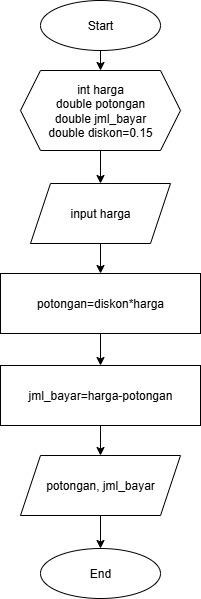 Start
int harga
double potongan
double jml_bayar
double diskon=0.15
input harga
potongan=diskon*harga
jml_bayar=harga-potongan
potongan, jml_bayar
End